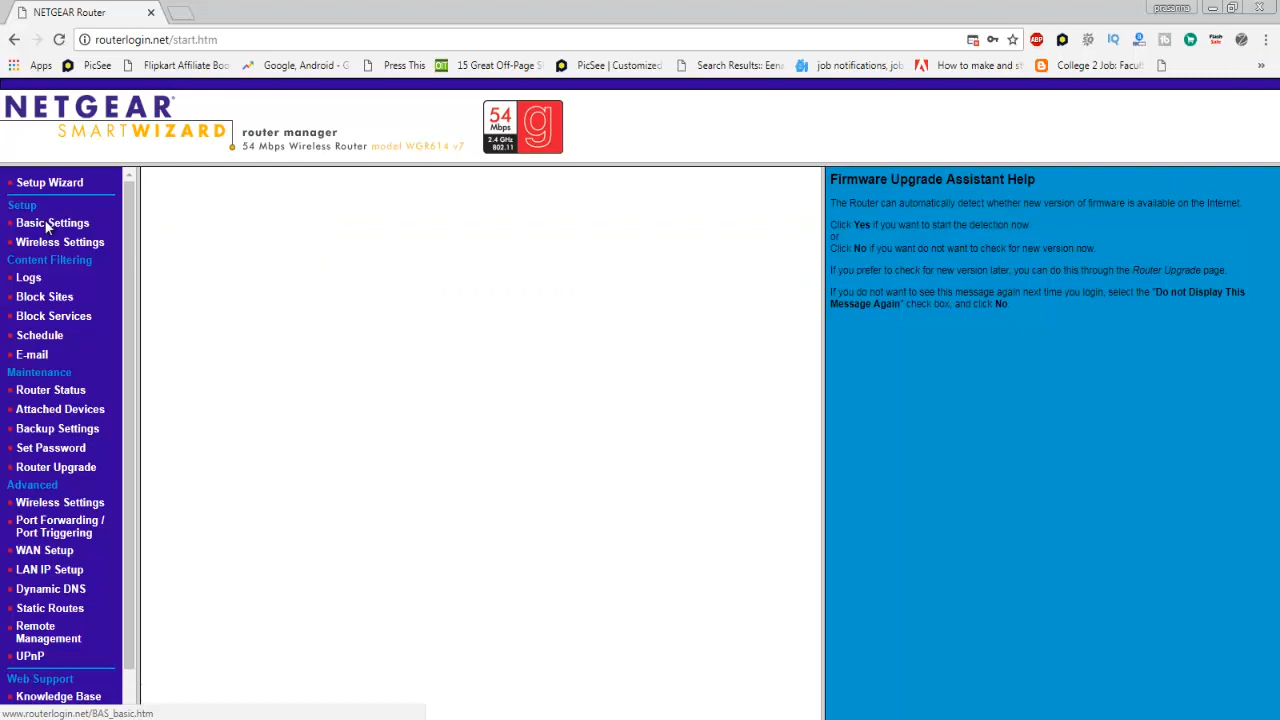 NETGEAR Router
prasanna
routerlogin.net/start.htm
ABP
IQ
Flash Sale
Apps
PicSee
Flipkart Affiliate Boo
Google, Android - G
Press This
OIT
15 Great Off-Page S
PicSee | Customized
Search Results:: Eena
job notifications, job
How to make and s
College 2 Job: Facul
»
NETGEAR
SMARTWIZARD
router manager
54 Mbps Wireless Router model WGR614 v7
54
Mbps
2.4 GHz
802.11
g
Setup Wizard
Setup
Basic Settings
Wireless Settings
Content Filtering
Logs
Block Sites
Block Services
Schedule
E-mail
Maintenance
Router Status
Attached Devices
Backup Settings
Set Password
Router Upgrade
Advanced
Wireless Settings
Port Forwarding /
Port Triggering
WAN Setup
LAN IP Setup
Dynamic DNS
Static Routes
Remote
Management
UPnP
Web Support
Knowledge Base
Firmware Upgrade Assistant Help
The Router can automatically detect whether new version of firmware is available on the Internet.
Click Yes if you want to start the detection now
or
Click No if you want do not want to check for new version now.
If you prefer to check for new version later, you can do this through the Router Upgrade page.
If you do not want to see this message again next time you login, select the "Do not Display This
Message Again" check box, and click No.
www.routerlogin.net/BAS_basic.htm